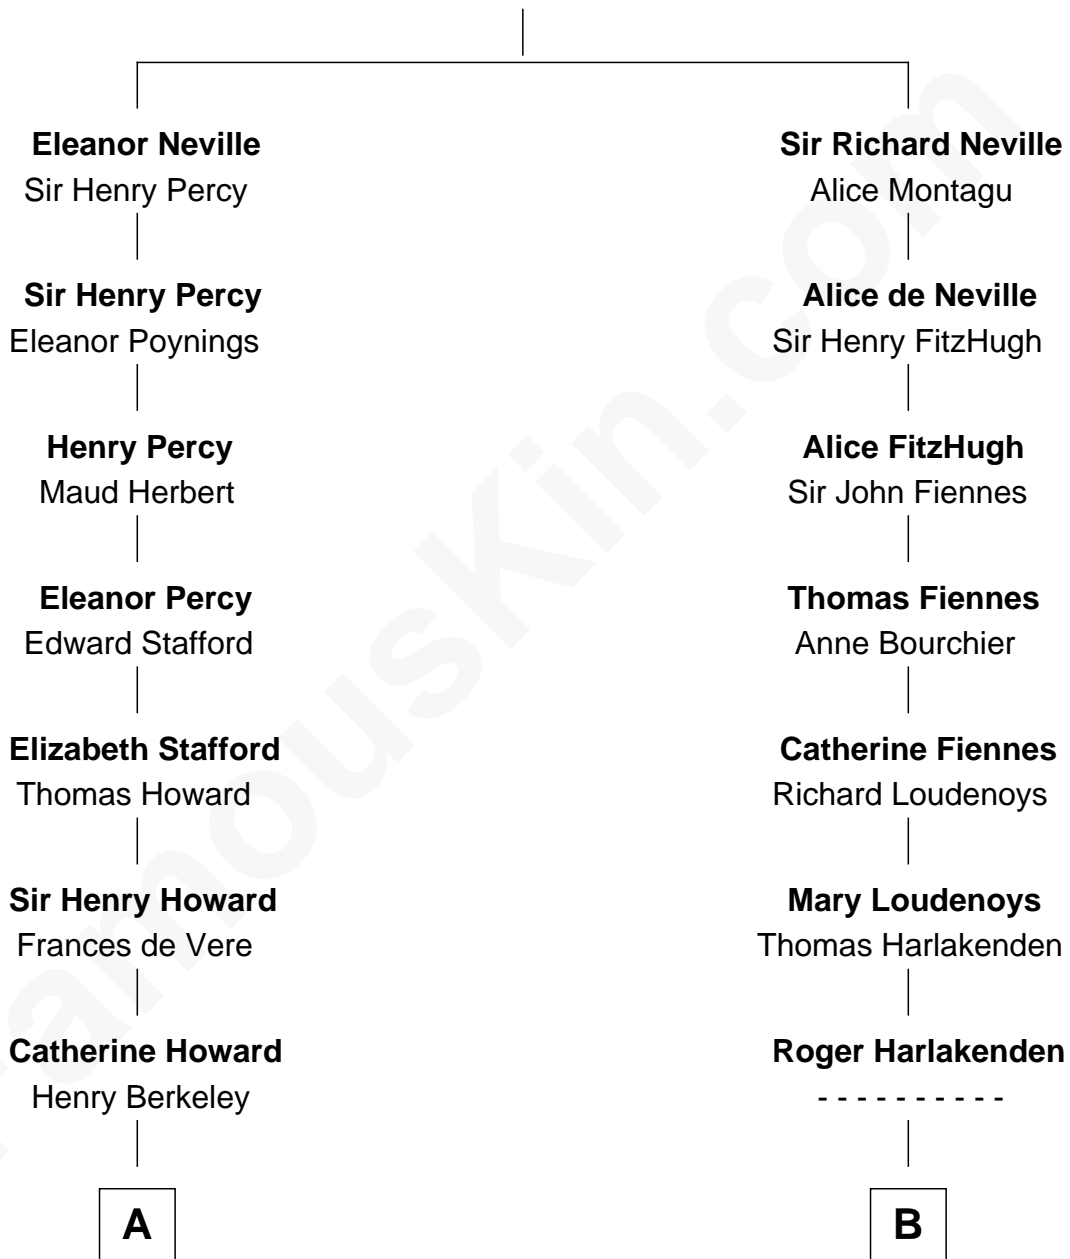 Eleanor Neville
Sir Henry Percy
Sir Henry Percy
Eleanor Poynings
Henry Percy
Maud Herbert
Eleanor Percy
Edward Stafford
Elizabeth Stafford
Thomas Howard
Sir Henry Howard
Frances de Vere
Catherine Howard
Henry Berkeley
A
Sir Richard Neville
Alice Montagu
Alice de Neville
Sir Henry FitzHugh
Alice FitzHugh
Sir John Fiennes
Thomas Fiennes
Anne Bourchier
Catherine Fiennes
Richard Loudenoys
Mary Loudenoys
Thomas Harlakenden
Roger Harlakenden
- - - - - - - - - -
B
FamousKin.com